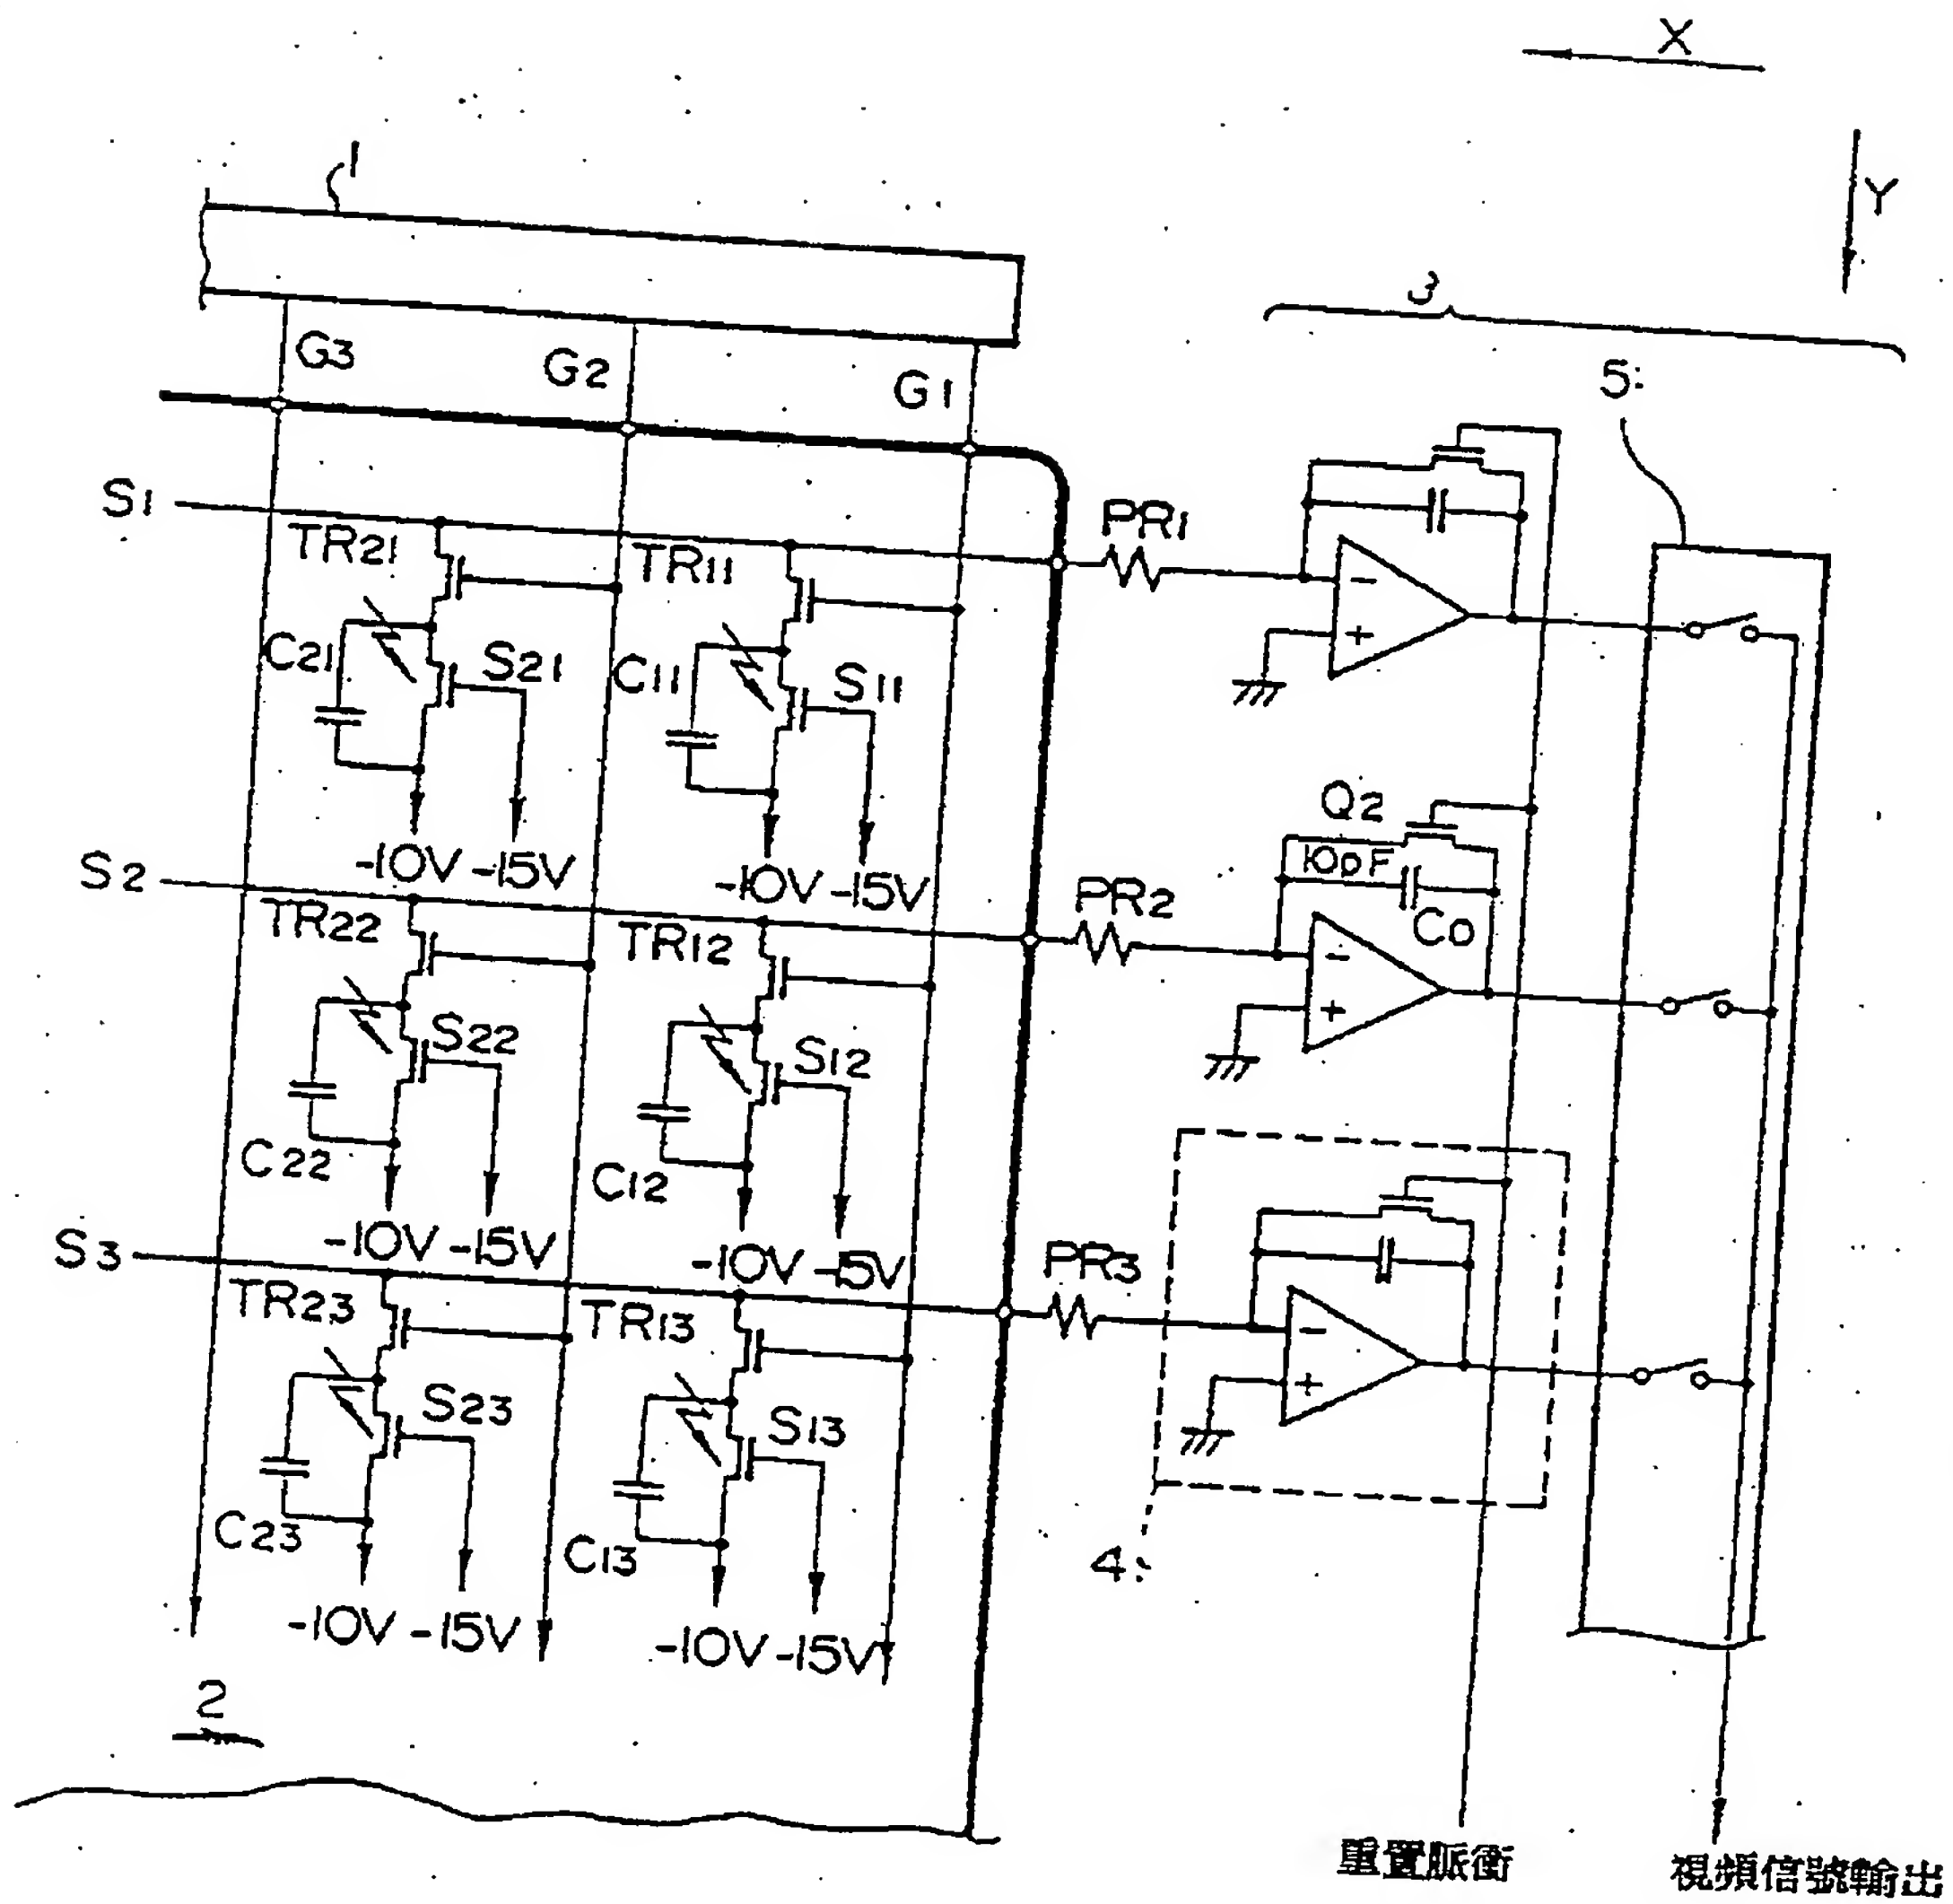 X
Y
1
3
5:
G3
G2
G1
S1
TR21
TR11
PR1
-
+
C21
S21
C11
S11
-10V -15V
-10V -15V
S2
TR22
TR12
PR2
Q2
10pF
Co
-
+
S22
S12
C22
C12
-10V -15V
-10V -15V
S3
TR23
TR13
PR3
-
+
S23
S13
C23
C13
4:
-10V -15V
-10V -15V
2
重置脈衝
視頻信號輸出